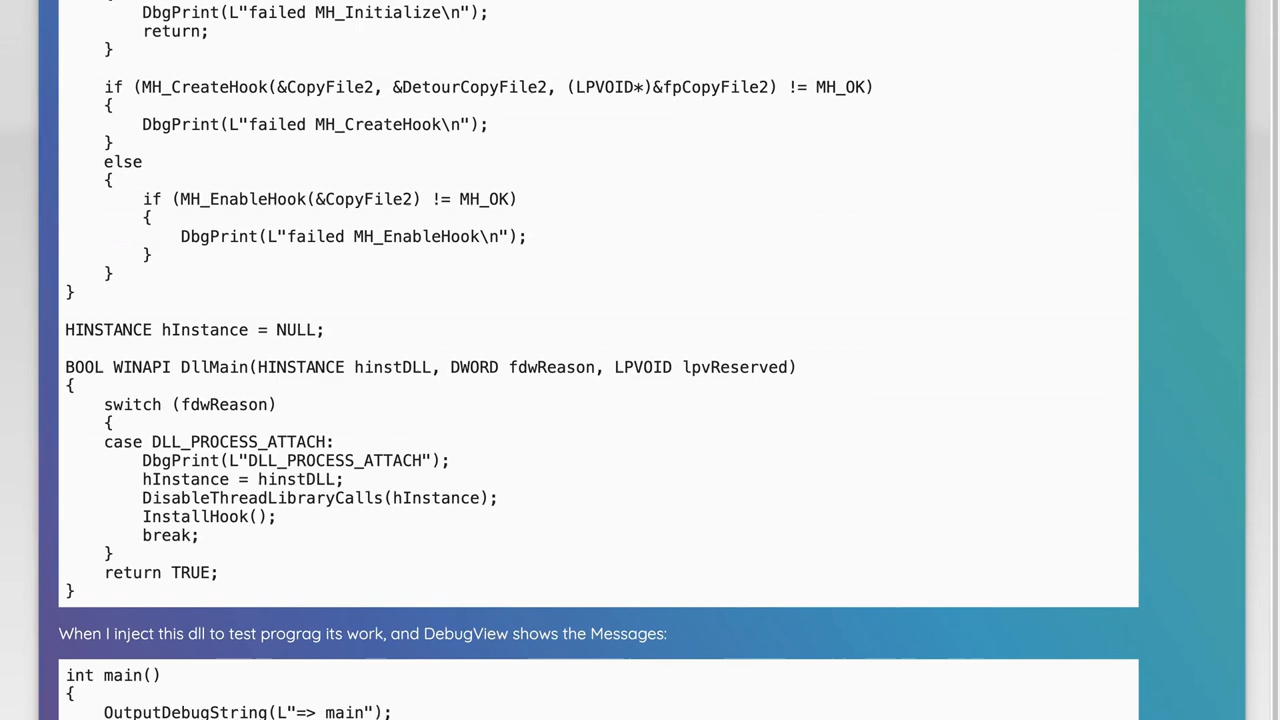 DbgPrint(L"failed MH_Initialize\n");
return;
}
if (MH_CreateHook(&CopyFile2, &DetourCopyFile2, (LPVOID*)&fpCopyFile2) != MH_OK)
{
DbgPrint(L"failed MH_CreateHook\n");
}
else
{
if (MH_EnableHook(&CopyFile2) != MH_OK)
{
DbgPrint(L"failed MH_EnableHook\n");
}
}
}
HINSTANCE hInstance = NULL;
BOOL WINAPI DllMain(HINSTANCE hinstDLL, DWORD fdwReason, LPVOID lpvReserved)
{
switch (fdwReason)
{
case DLL_PROCESS_ATTACH:
DbgPrint(L"DLL_PROCESS_ATTACH");
hInstance = hinstDLL;
DisableThreadLibraryCalls(hInstance);
InstallHook();
break;
}
return TRUE;
}
When I inject this dll to test prograg its work, and DebugView shows the Messages:
int main()
{
OutputDebugString(L"=> main");